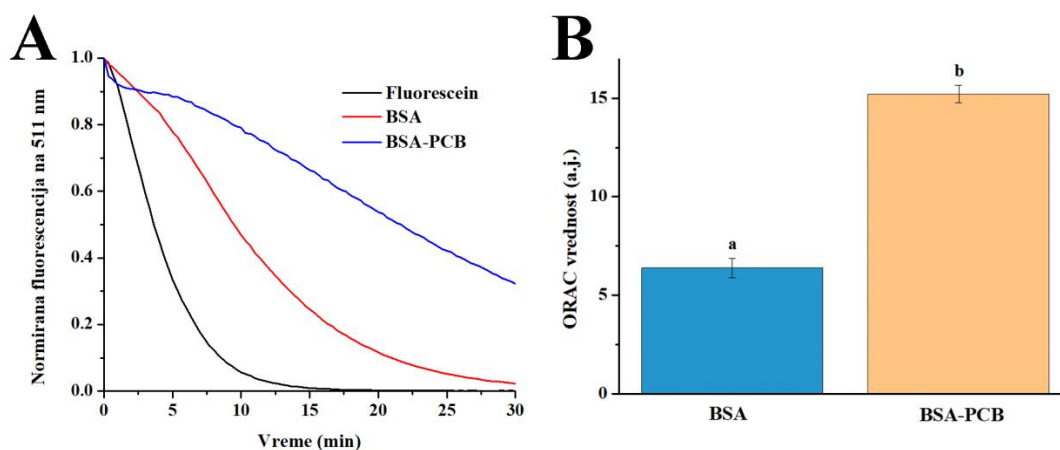 A
Normirana fluorescencija na 511 nm
1.0
0.8
0.6
0.4
0.2
0.0
0
5
10
15
20
25
30
Vreme (min)
Fluorescein
BSA
BSA-PCB
B
ORAC vrednost (a.j.)
15
10
5
0
a
b
BSA
BSA-PCB